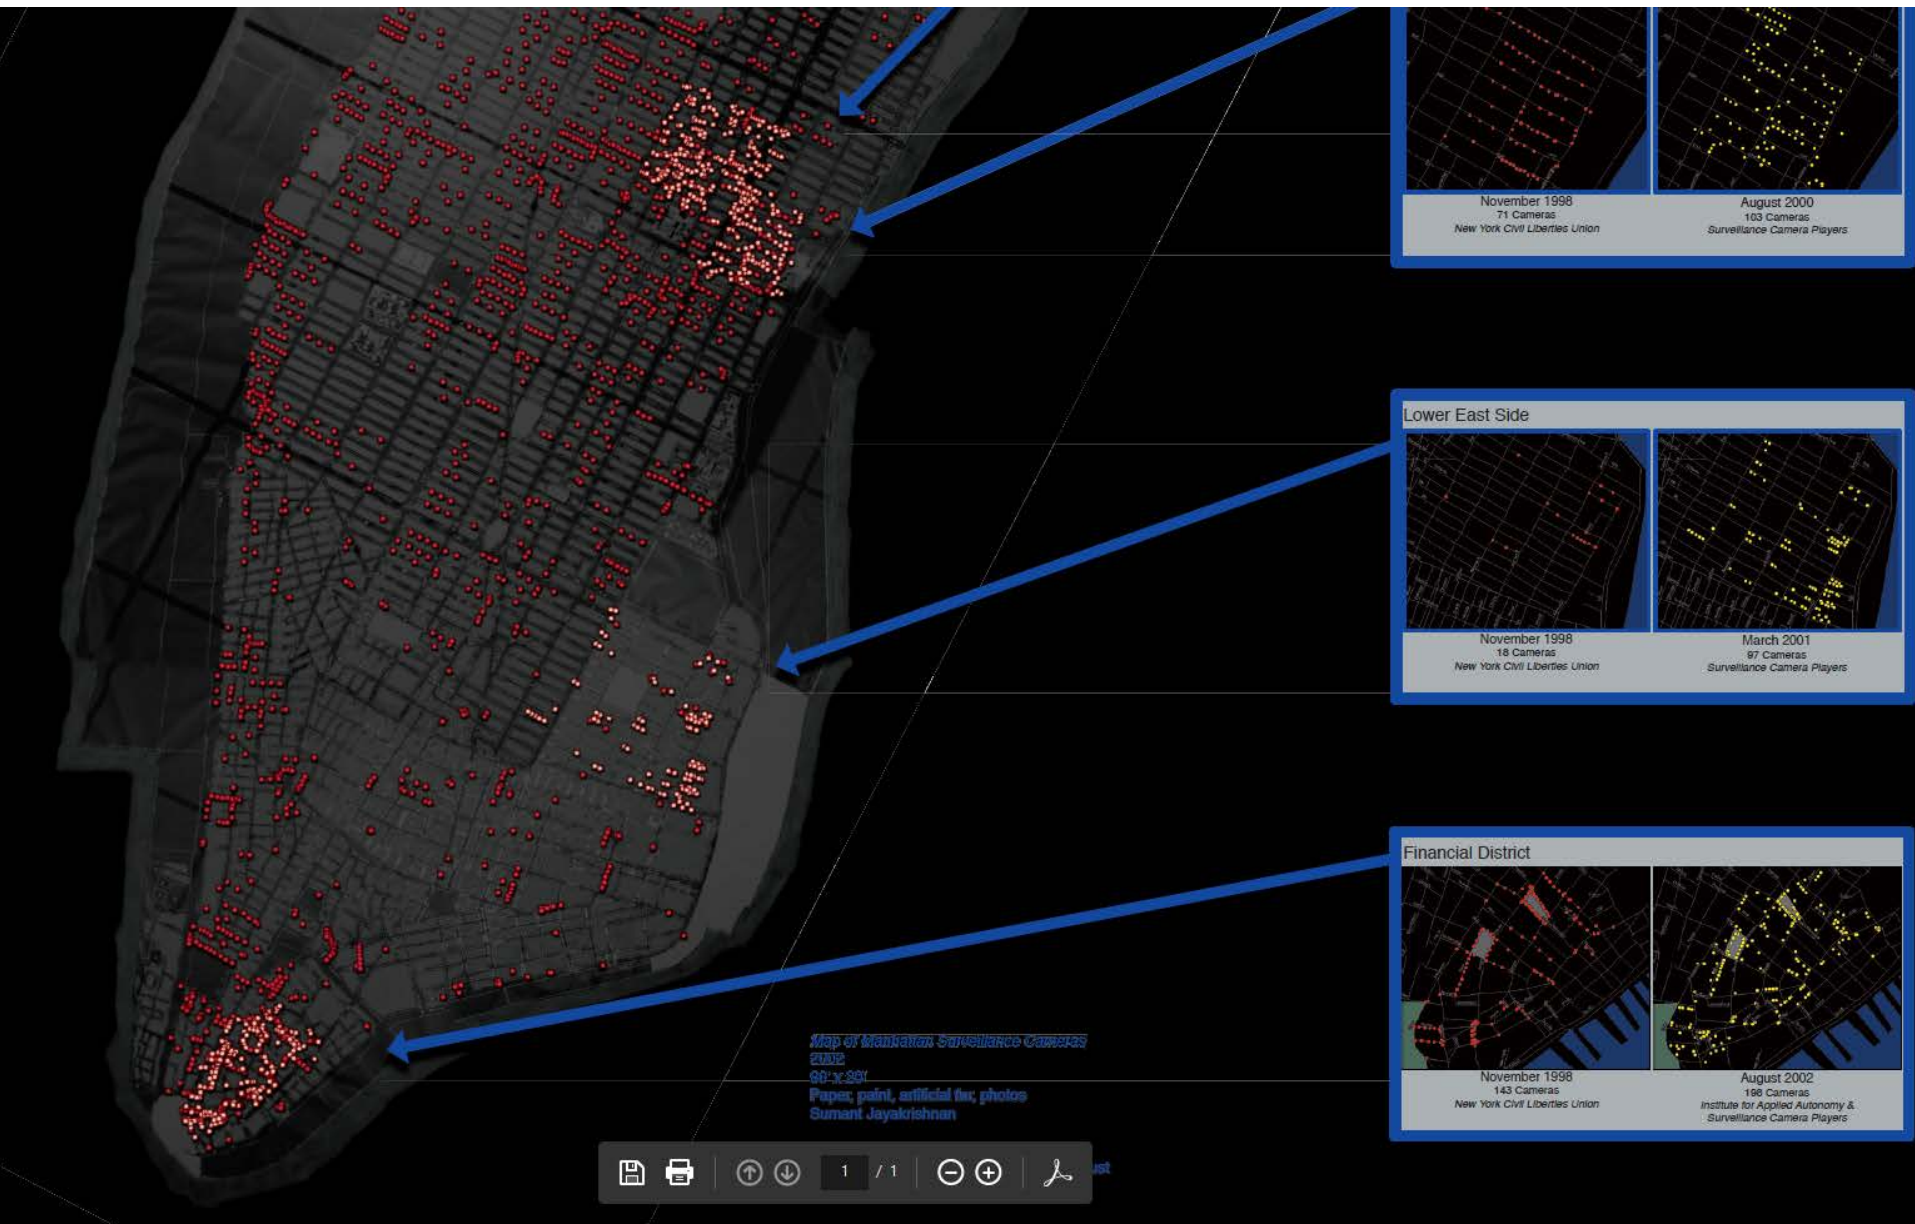 November 1998
71 Cameras
New York Civil Liberties Union
August 2000
103 Cameras
Surveillance Camera Players
Lower East Side
November 1998
18 Cameras
New York Civil Liberties Union
March 2001
97 Cameras
Surveillance Camera Players
Financial District
November 1998
143 Cameras
New York Civil Liberties Union
August 2002
198 Cameras
Institute for Applied Autonomy &
Surveillance Camera Players
Map of Manhattan Surveillance Cameras
2002
Paper, paint, artificial fur, photos
Sumant Jayakrishnan
1 / 1